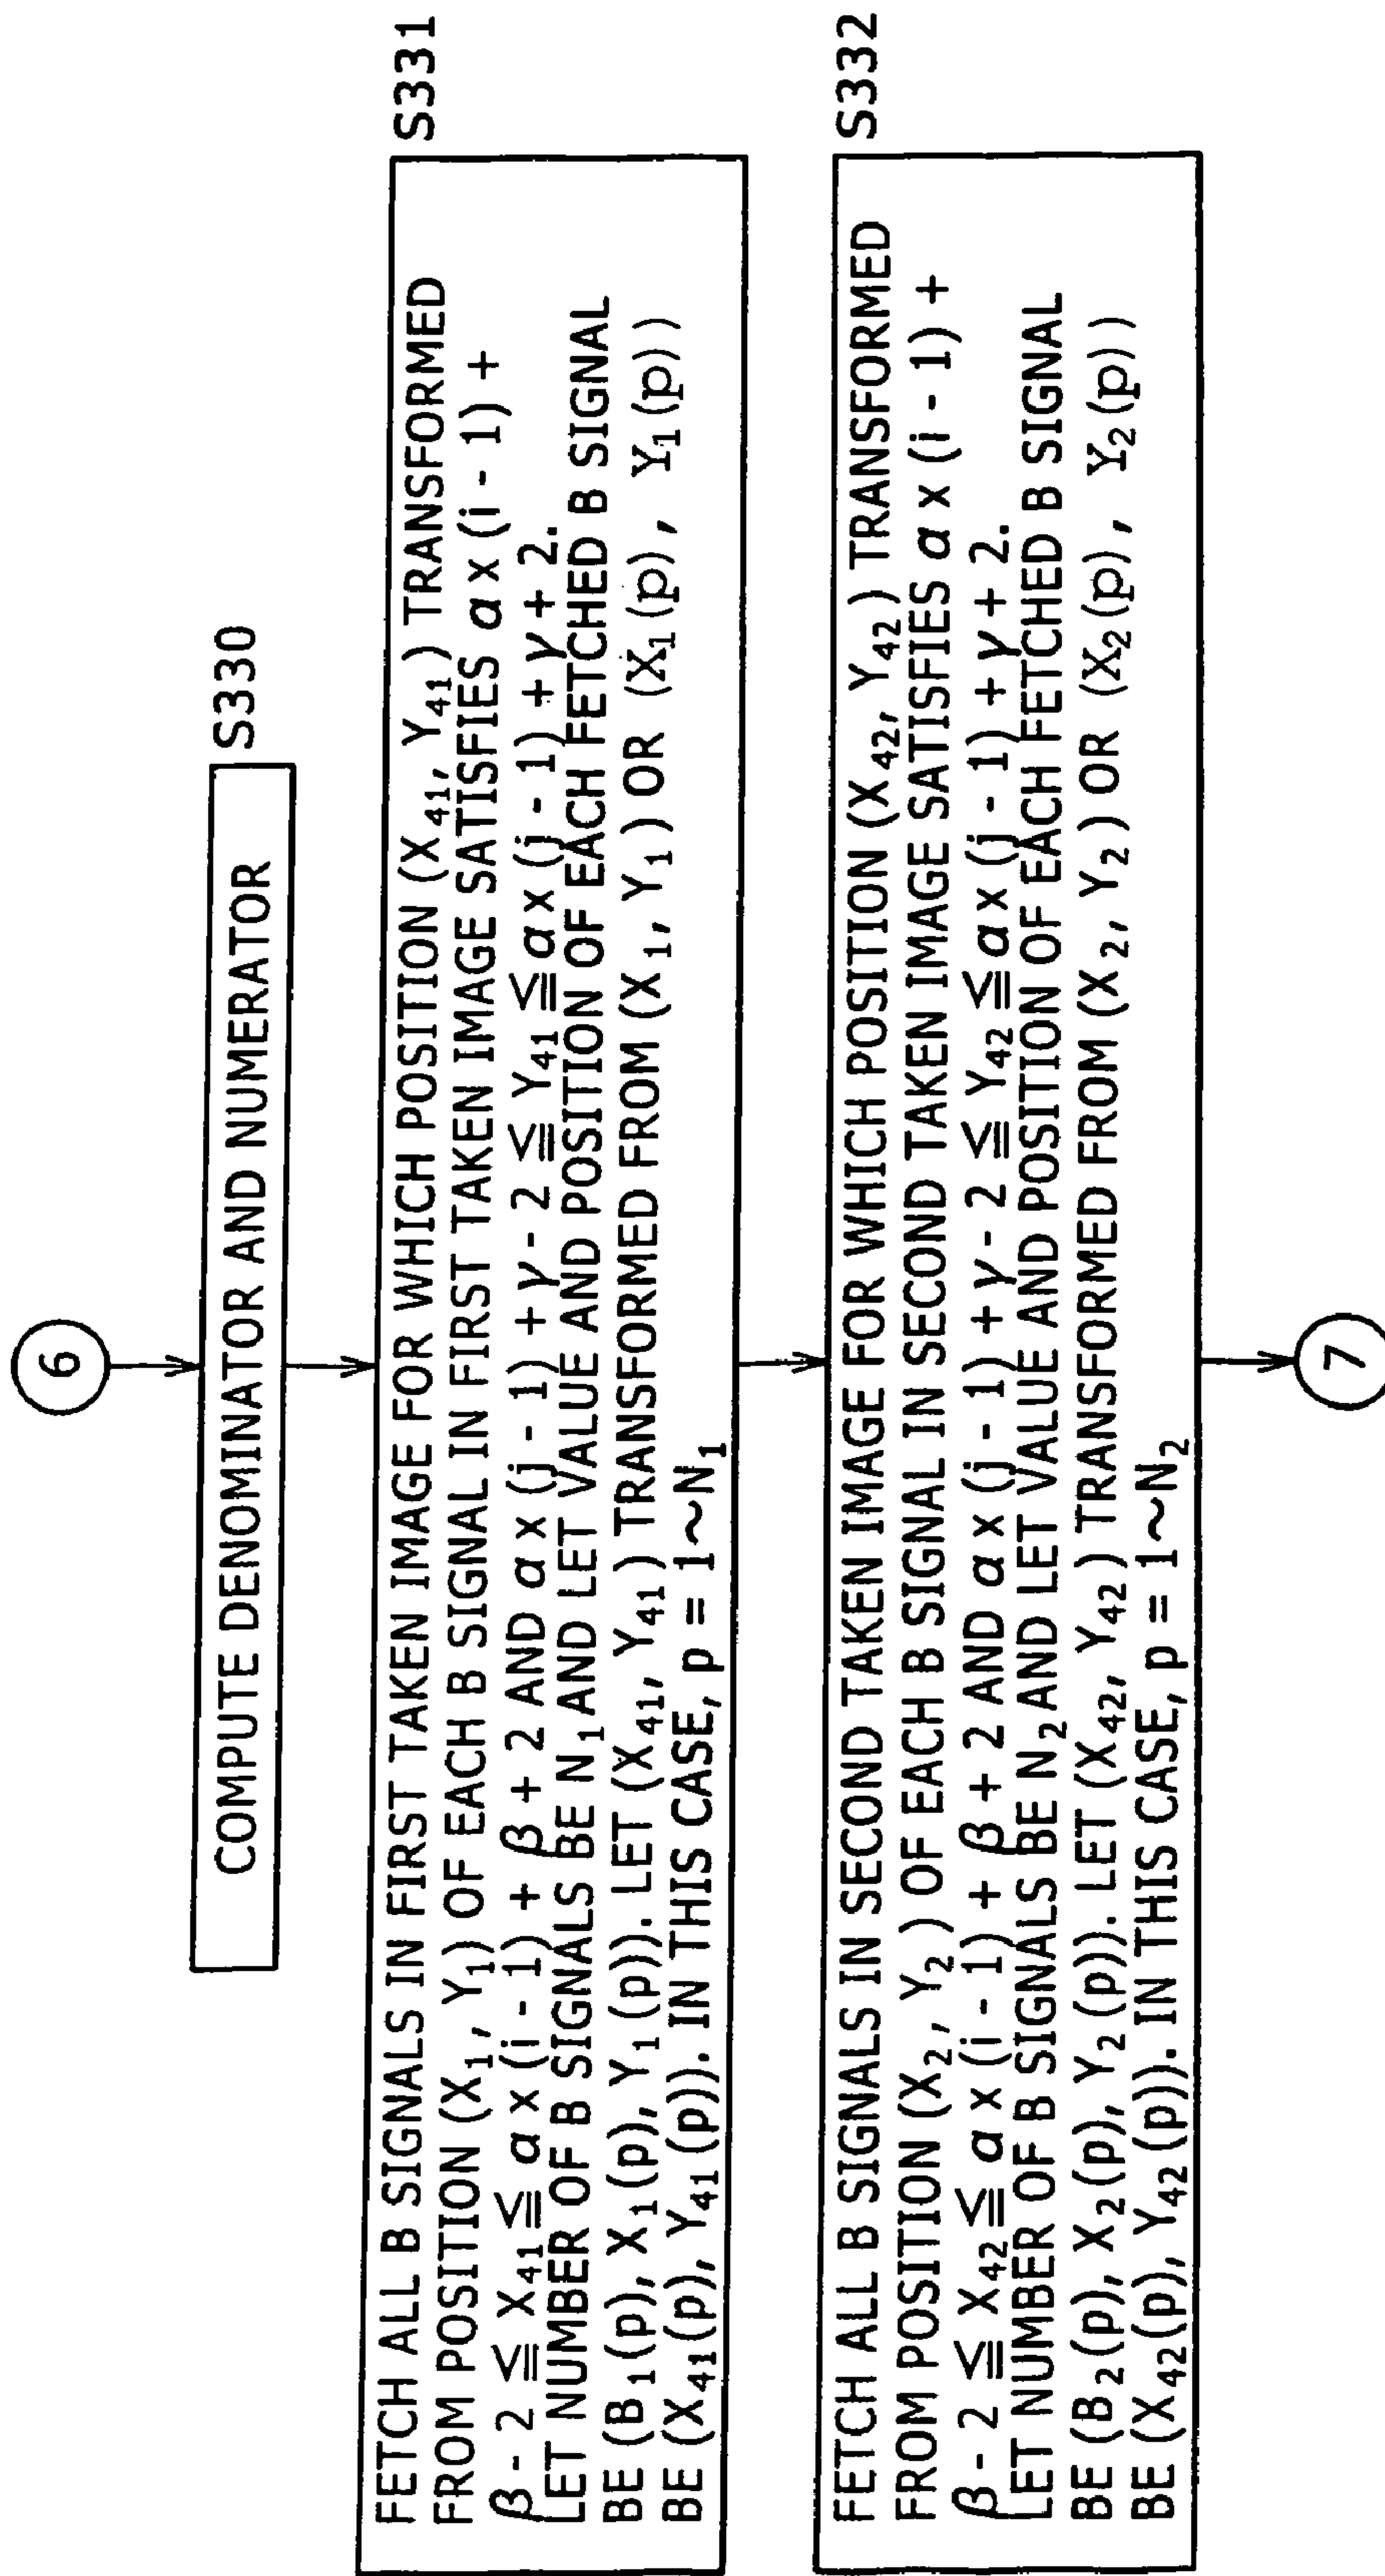 6
S330
COMPUTE DENOMINATOR AND NUMERATOR
S331
FETCH ALL B SIGNALS IN FIRST TAKEN IMAGE FOR WHICH POSITION (X₄₁, Y₄₁) TRANSFORMED
FROM POSITION (X₁, Y₁) OF EACH B SIGNAL IN FIRST TAKEN IMAGE SATISFIES α x (i - 1) +
β - 2 ≦ X₄₁ ≦ α x (i - 1) + β + 2 AND α x (j - 1) + γ - 2 ≦ Y₄₁ ≦ α x (j - 1) + γ + 2.
LET NUMBER OF B SIGNALS BE N₁ AND LET VALUE AND POSITION OF EACH FETCHED B SIGNAL
BE (B₁(p), X₁(p), Y₁(p)). LET (X₄₁, Y₄₁) TRANSFORMED FROM (X₁, Y₁) OR (X₁(p), Y₁(p))
BE (X₄₁(p), Y₄₁(p)). IN THIS CASE, p = 1~N₁
S332
FETCH ALL B SIGNALS IN SECOND TAKEN IMAGE FOR WHICH POSITION (X₄₂, Y₄₂) TRANSFORMED
FROM POSITION (X₂, Y₂) OF EACH B SIGNAL IN SECOND TAKEN IMAGE SATISFIES α x (i - 1) +
β - 2 ≦ X₄₂ ≦ α x (i - 1) + β + 2 AND α x (j - 1) + γ - 2 ≦ Y₄₂ ≦ α x (j - 1) + γ + 2.
LET NUMBER OF B SIGNALS BE N₂ AND LET VALUE AND POSITION OF EACH FETCHED B SIGNAL
BE (B₂(p), X₂(p), Y₂(p)). LET (X₄₂, Y₄₂) TRANSFORMED FROM (X₂, Y₂) OR (X₂(p), Y₂(p))
BE (X₄₂(p), Y₄₂(p)). IN THIS CASE, p = 1~N₂
7